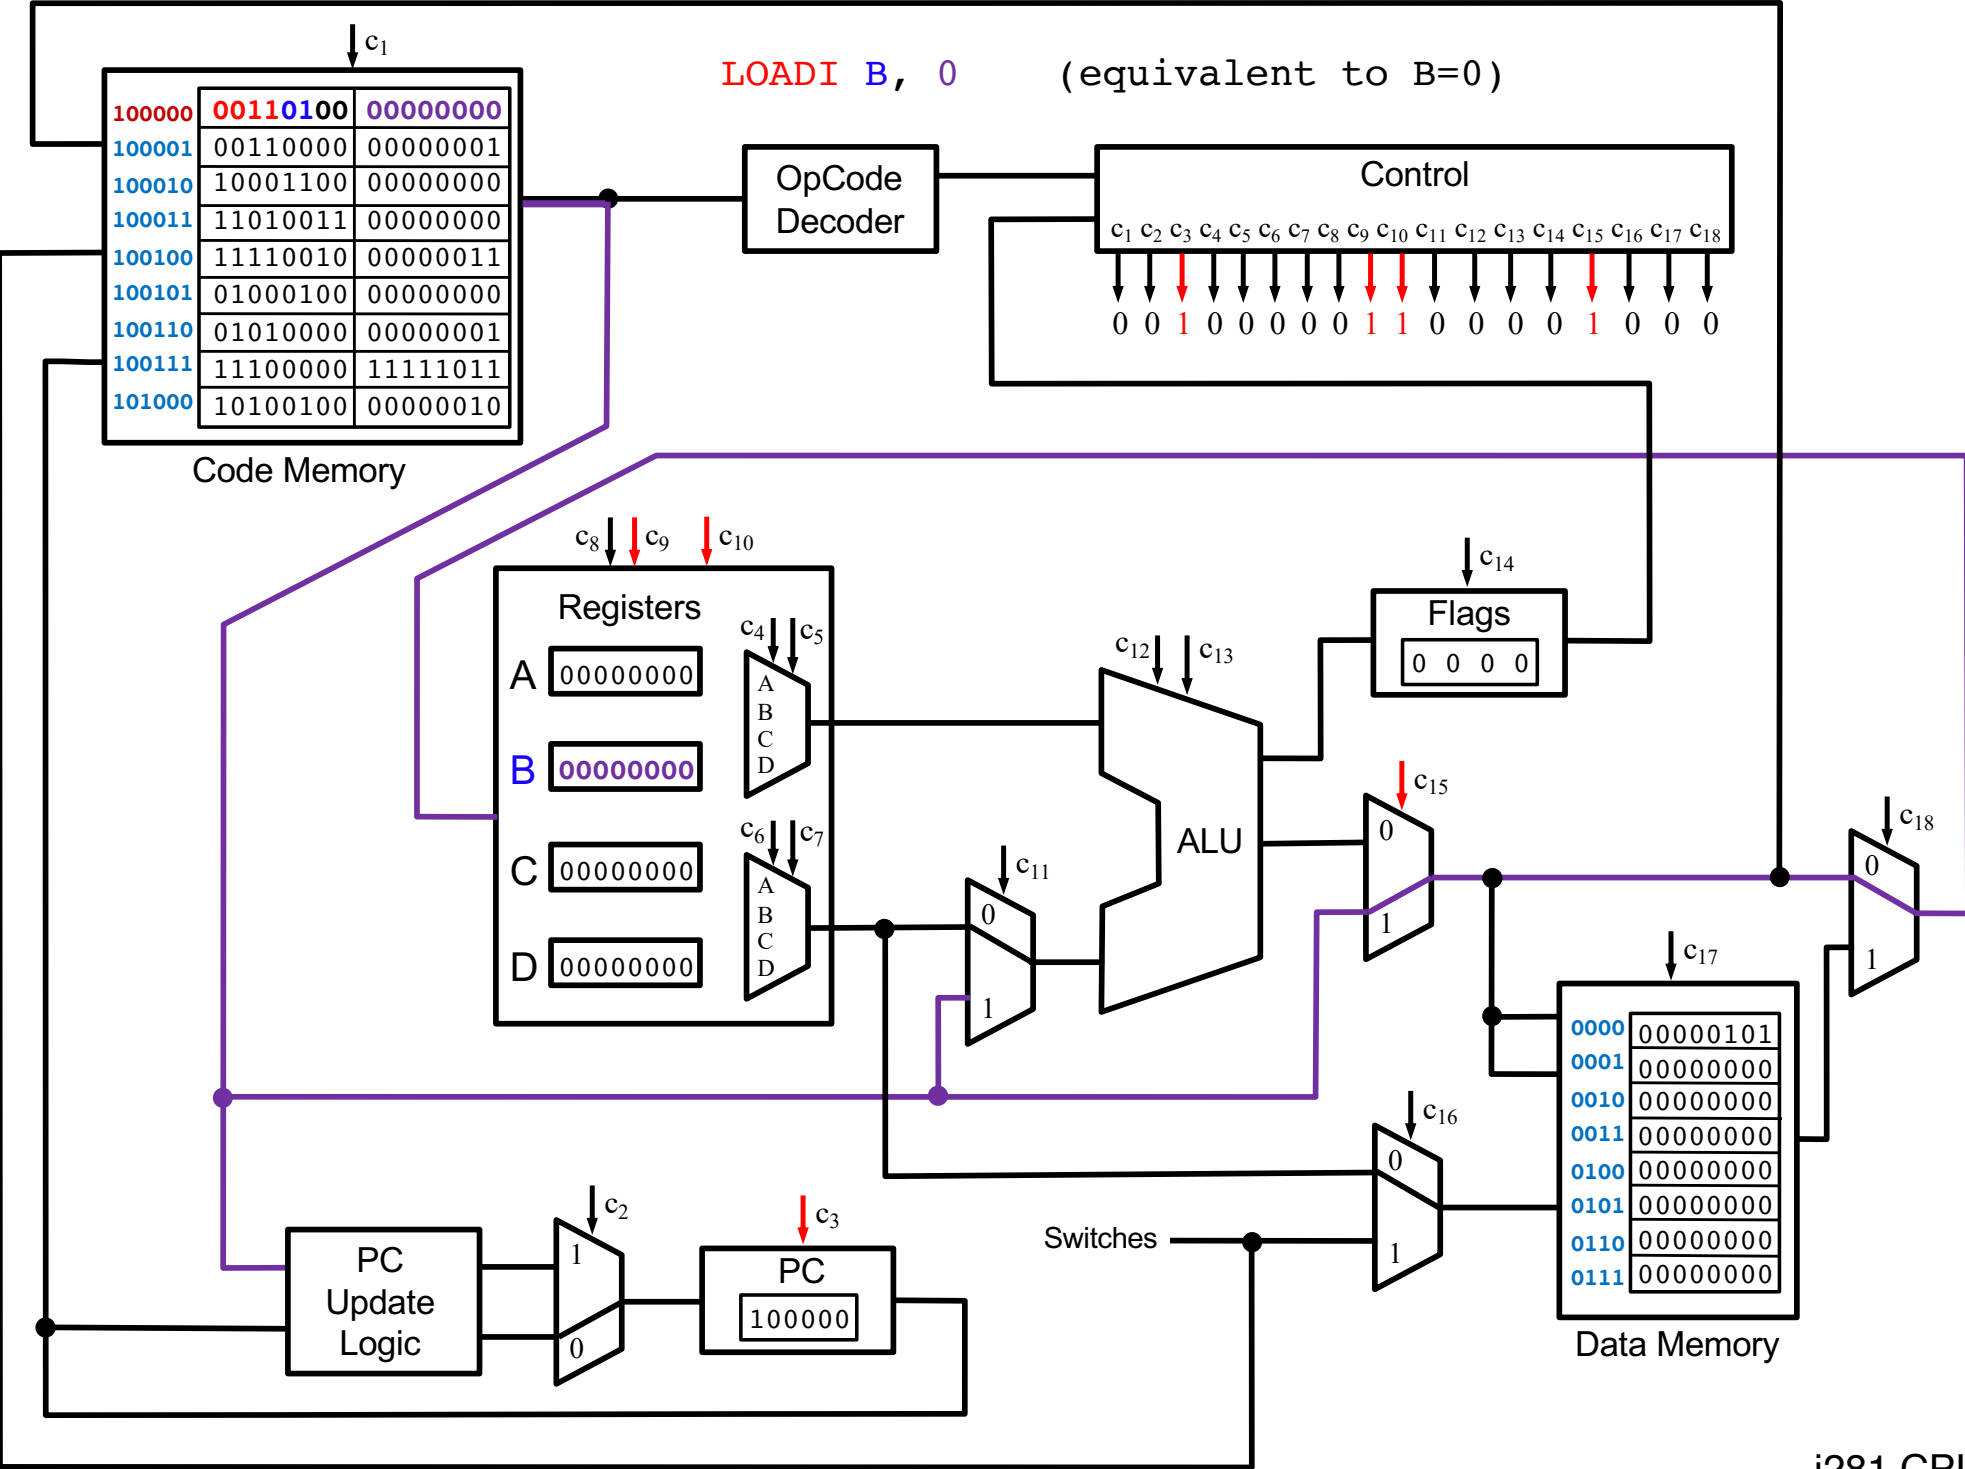 c1
LOADI B, 0 (equivalent to B=0)
100000 00110100 00000000
100001 00110000 00000001
100010 10001100 00000000
100011 11010011 00000000
100100 11110010 00000011
100101 01000100 00000000
100110 01010000 00000001
100111 11100000 11111011
101000 10100100 00000010
Code Memory
OpCode
Decoder
Control
c1 c2 c3 c4 c5 c6 c7 c8 c9 c10 c11 c12 c13 c14 c15 c16 c17 c18
0 0 1 0 0 0 0 0 1 1 0 0 0 0 1 0 0 0
c8 c9 c10
Registers
c4 c5
A 00000000
B 00000000
C 00000000
D 00000000
A
B
C
D
c6 c7
A
B
C
D
c11
0
1
c12 c13
ALU
c14
Flags
0 0 0 0
c15
0
1
c18
0
1
c17
0000 00000101
0001 00000000
0010 00000000
0011 00000000
0100 00000000
0101 00000000
0110 00000000
0111 00000000
Data Memory
c16
0
1
Switches
PC
Update
Logic
c2
1
0
c3
PC
100000